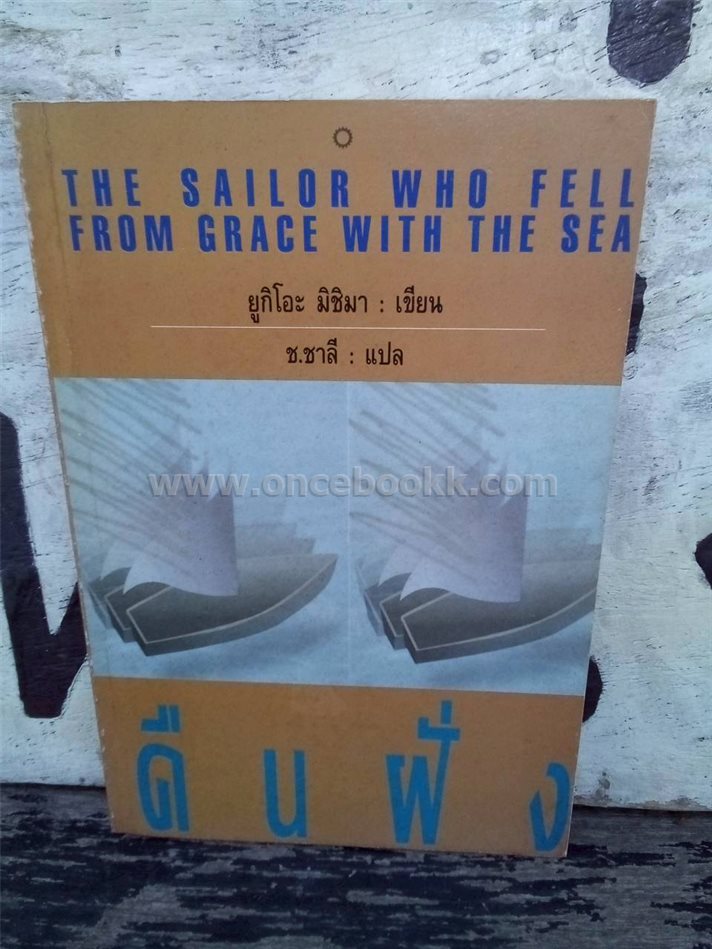 THE SAILOR WHO FELL
FROM GRACE WITH THE SEA
ยูกิโอะ มิชิมา : เขียน
ช.ชาลี : แปล
www.oncebookk.com
คืนฝั่ง